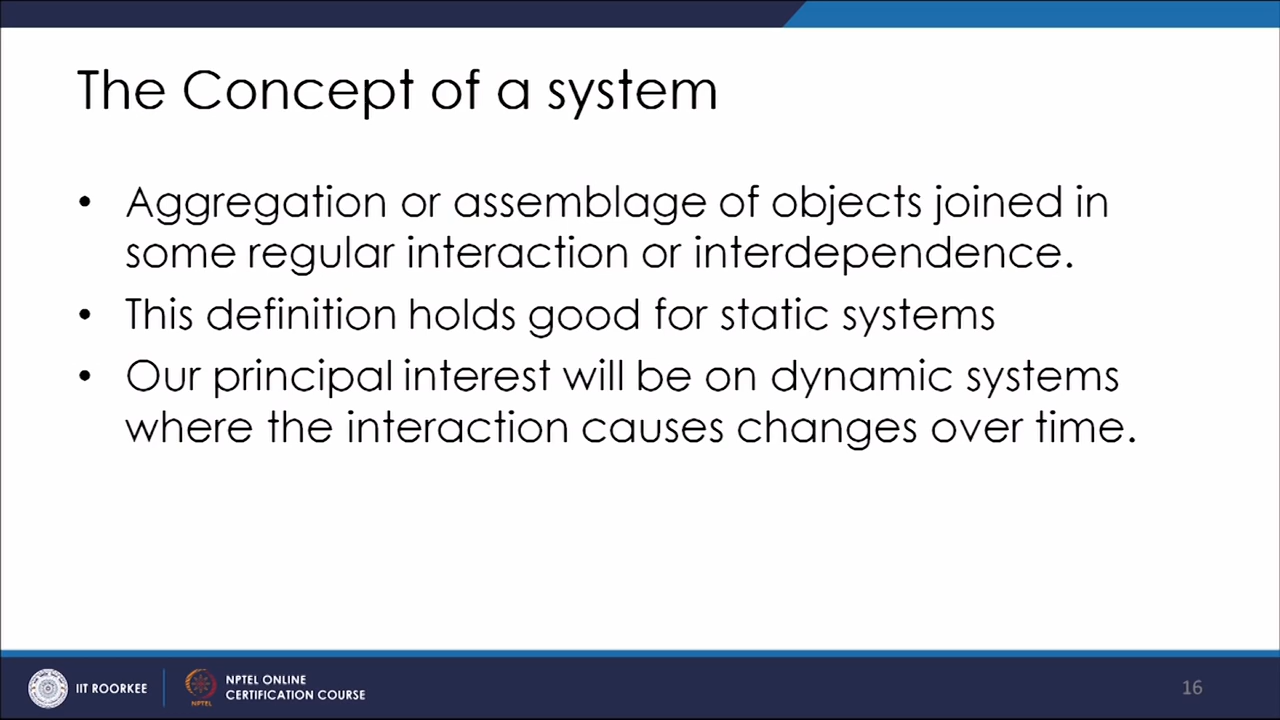 The Concept of a system
• Aggregation or assemblage of objects joined in
some regular interaction or interdependence.
• This definition holds good for static systems
• Our principal interest will be on dynamic systems
where the interaction causes changes over time.
IIT ROORKEE
NPTEL
NPTEL ONLINE
CERTIFICATION COURSE
16